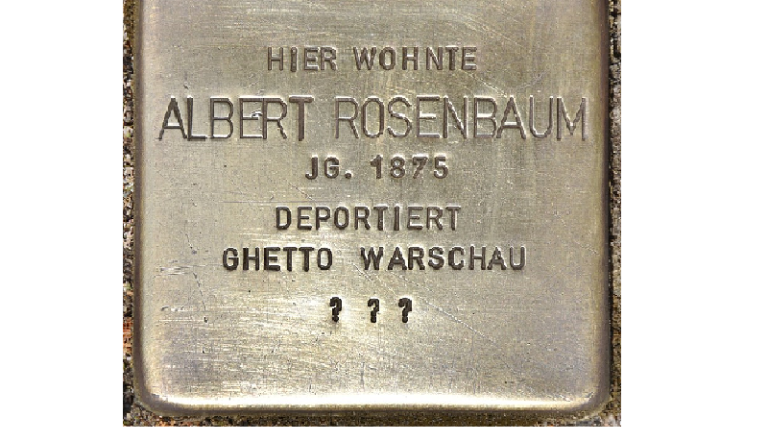 HIER WOHNTE
ALBERT ROSENBAUM
JG. 1875
DEPORTIERT
GHETTO WARSCHAU
? ? ?